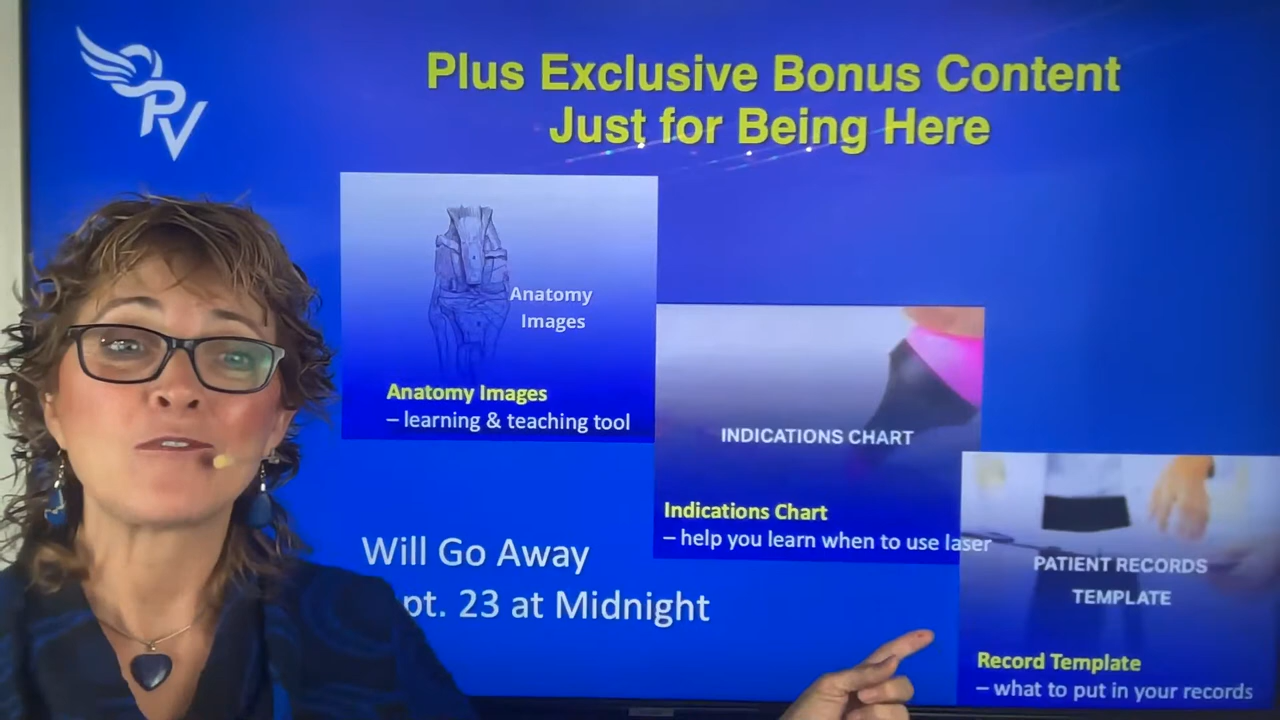 PV
Plus Exclusive Bonus Content
Just for Being Here
Anatomy
Images
Anatomy Images
– learning & teaching tool
INDICATIONS CHART
Indications Chart
– help you learn when to use laser
Will Go Away
pt. 23 at Midnight
PATIENT RECORDS
TEMPLATE
Record Template
– what to put in your records